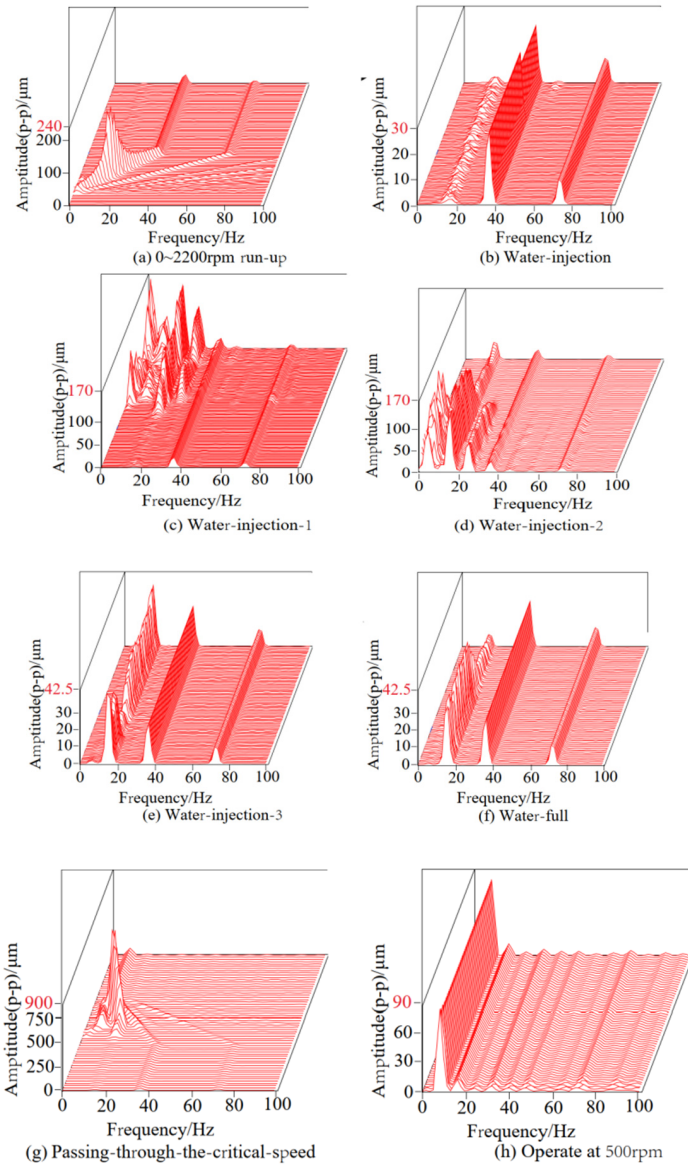 Amptitude(p-p)/μm
240
200
100
0
0 20 40 60 80 100
Frequency/Hz
(a) 0~2200rpm run-up
Amptitude(p-p)/μm
30
20
10
0
0 20 40 60 80 100
Frequency/Hz
(b) Water-injection
Amptitude(p-p)/μm
170
100
50
0
0 20 40 60 80 100
Frequency/Hz
(c) Water-injection-1
Amptitude(p-p)/μm
170
100
50
0
0 20 40 60 80 100
Frequency/Hz
(d) Water-injection-2
Amptitude(p-p)/μm
42.5
30
20
10
0
0 20 40 60 80 100
Frequency/Hz
(e) Water-injection-3
Amptitude(p-p)/μm
42.5
30
20
10
0
0 20 40 60 80 100
Frequency/Hz
(f) Water-full
Amptitude(p-p)/μm
900
750
500
250
0
0 20 40 60 80 100
Frequency/Hz
(g) Passing-through-the-critical-speed
Amptitude(p-p)/μm
90
60
30
0
0 20 40 60 80 100
Frequency/Hz
(h) Operate at 500rpm